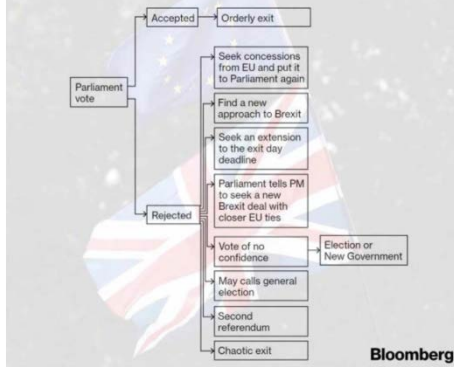 Accepted
Orderly exit
Seek concessions
from EU and put it
to Parliament again
Parliament
vote
Find a new
approach to Brexit
Seek an extension
to the exit day
deadline
Parliament tells PM
to seek a new
Brexit deal with
closer EU ties
Rejected
Vote of no
confidence
Election or
New Government
May calls general
election
Second
referendum
Chaotic exit
Bloomberg